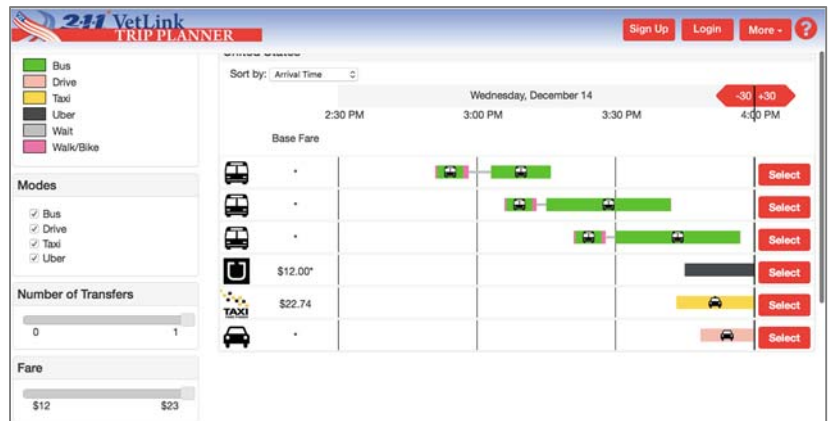 2-1-1 VetLink
TRIP PLANNER
Sign Up Login More ?
Bus
Drive
Taxi
Uber
Wait
Walk/Bike
Modes
Bus
Drive
Taxi
Uber
Number of Transfers
0 1
Fare
$12 $23
United States
Sort by: Arrival Time
Wednesday, December 14
-30 +30
2:30 PM 3:00 PM 3:30 PM 4:00 PM
Base Fare
* Select
* Select
* Select
U $12.00* Select
TAXI $22.74 Select
* Select